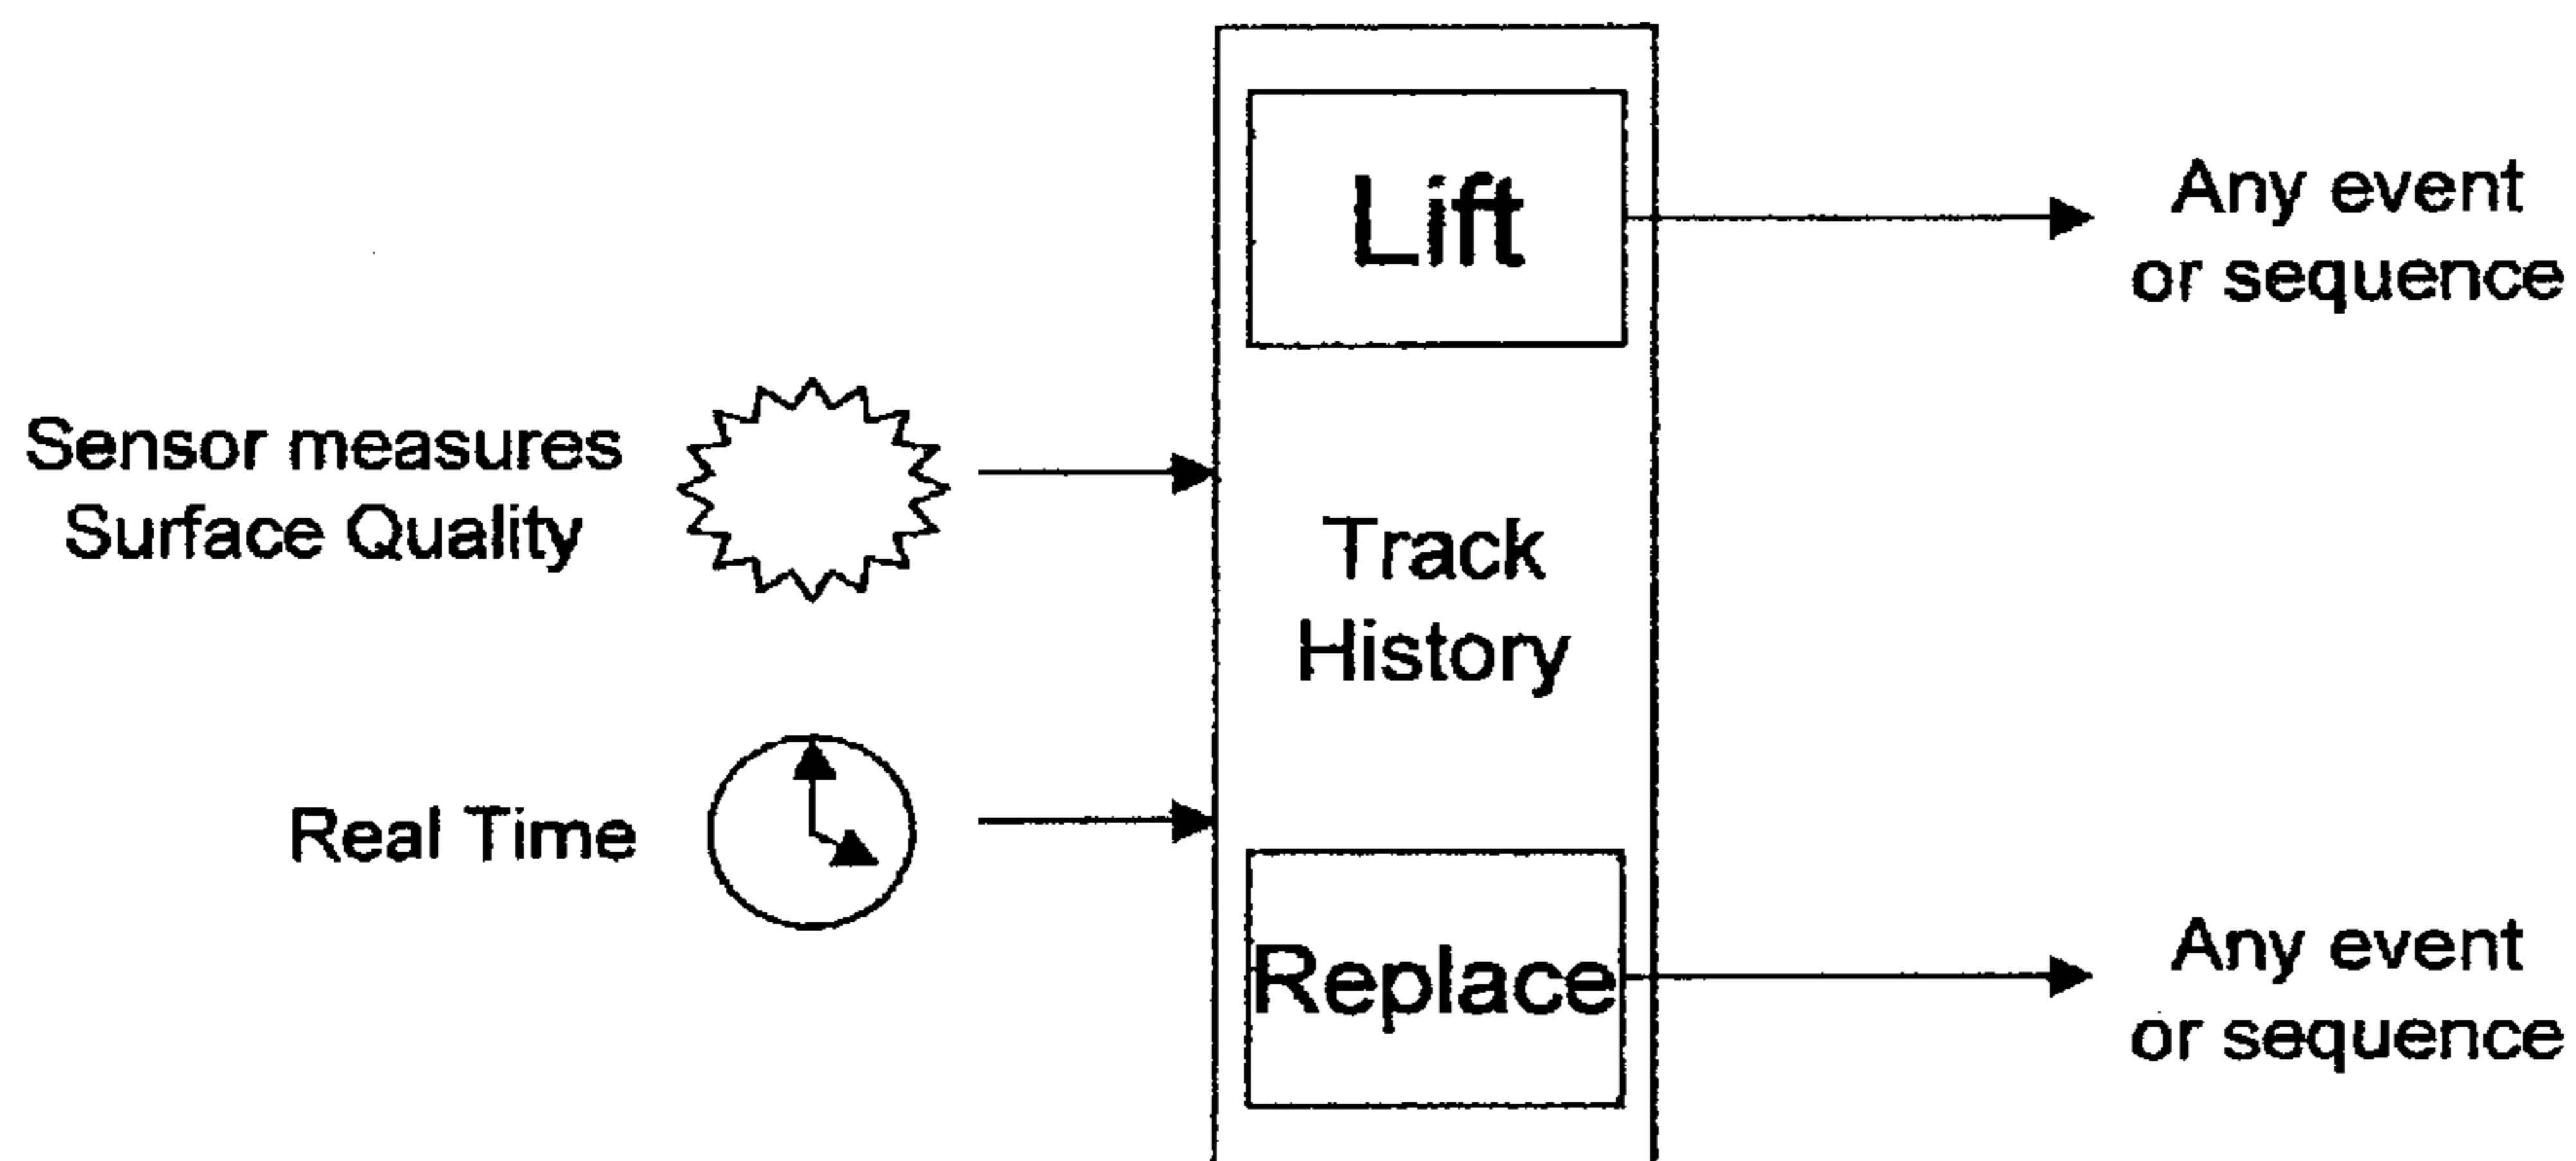 Lift
Any event
or sequence
Sensor measures
Surface Quality
Track
History
Real Time
Replace
Any event
or sequence